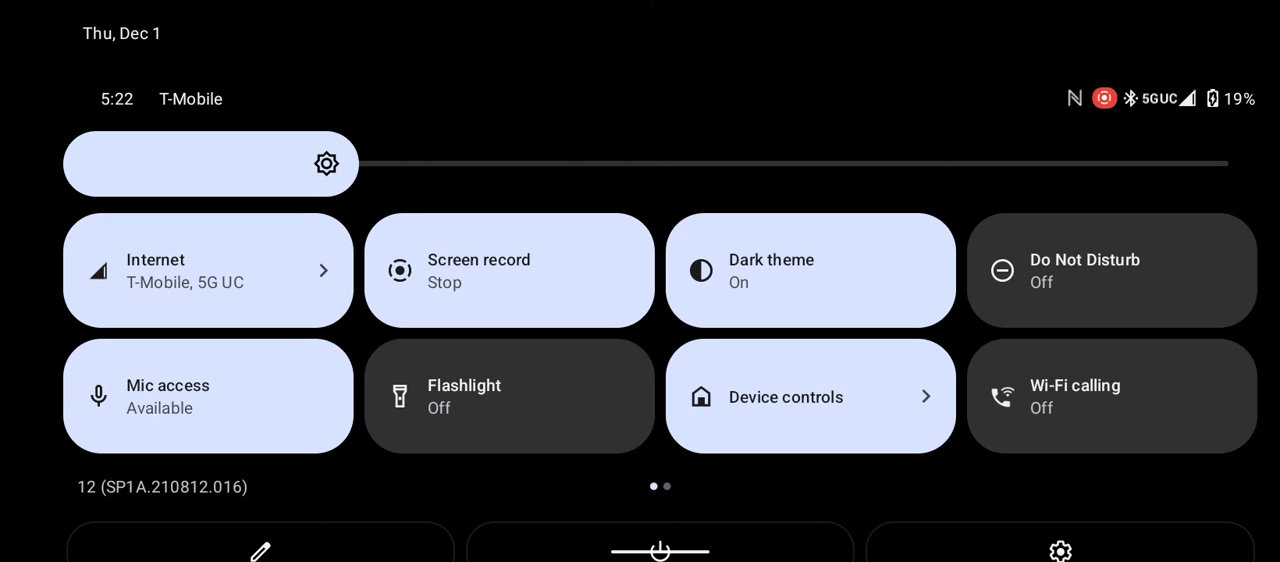 Thu, Dec 1
5:22 T-Mobile 5GUC 19%
Internet
T-Mobile, 5G UC
Screen record
Stop
Dark theme
On
Do Not Disturb
Off
Mic access
Available
Flashlight
Off
Device controls
Wi-Fi calling
Off
12 (SP1A.210812.016)